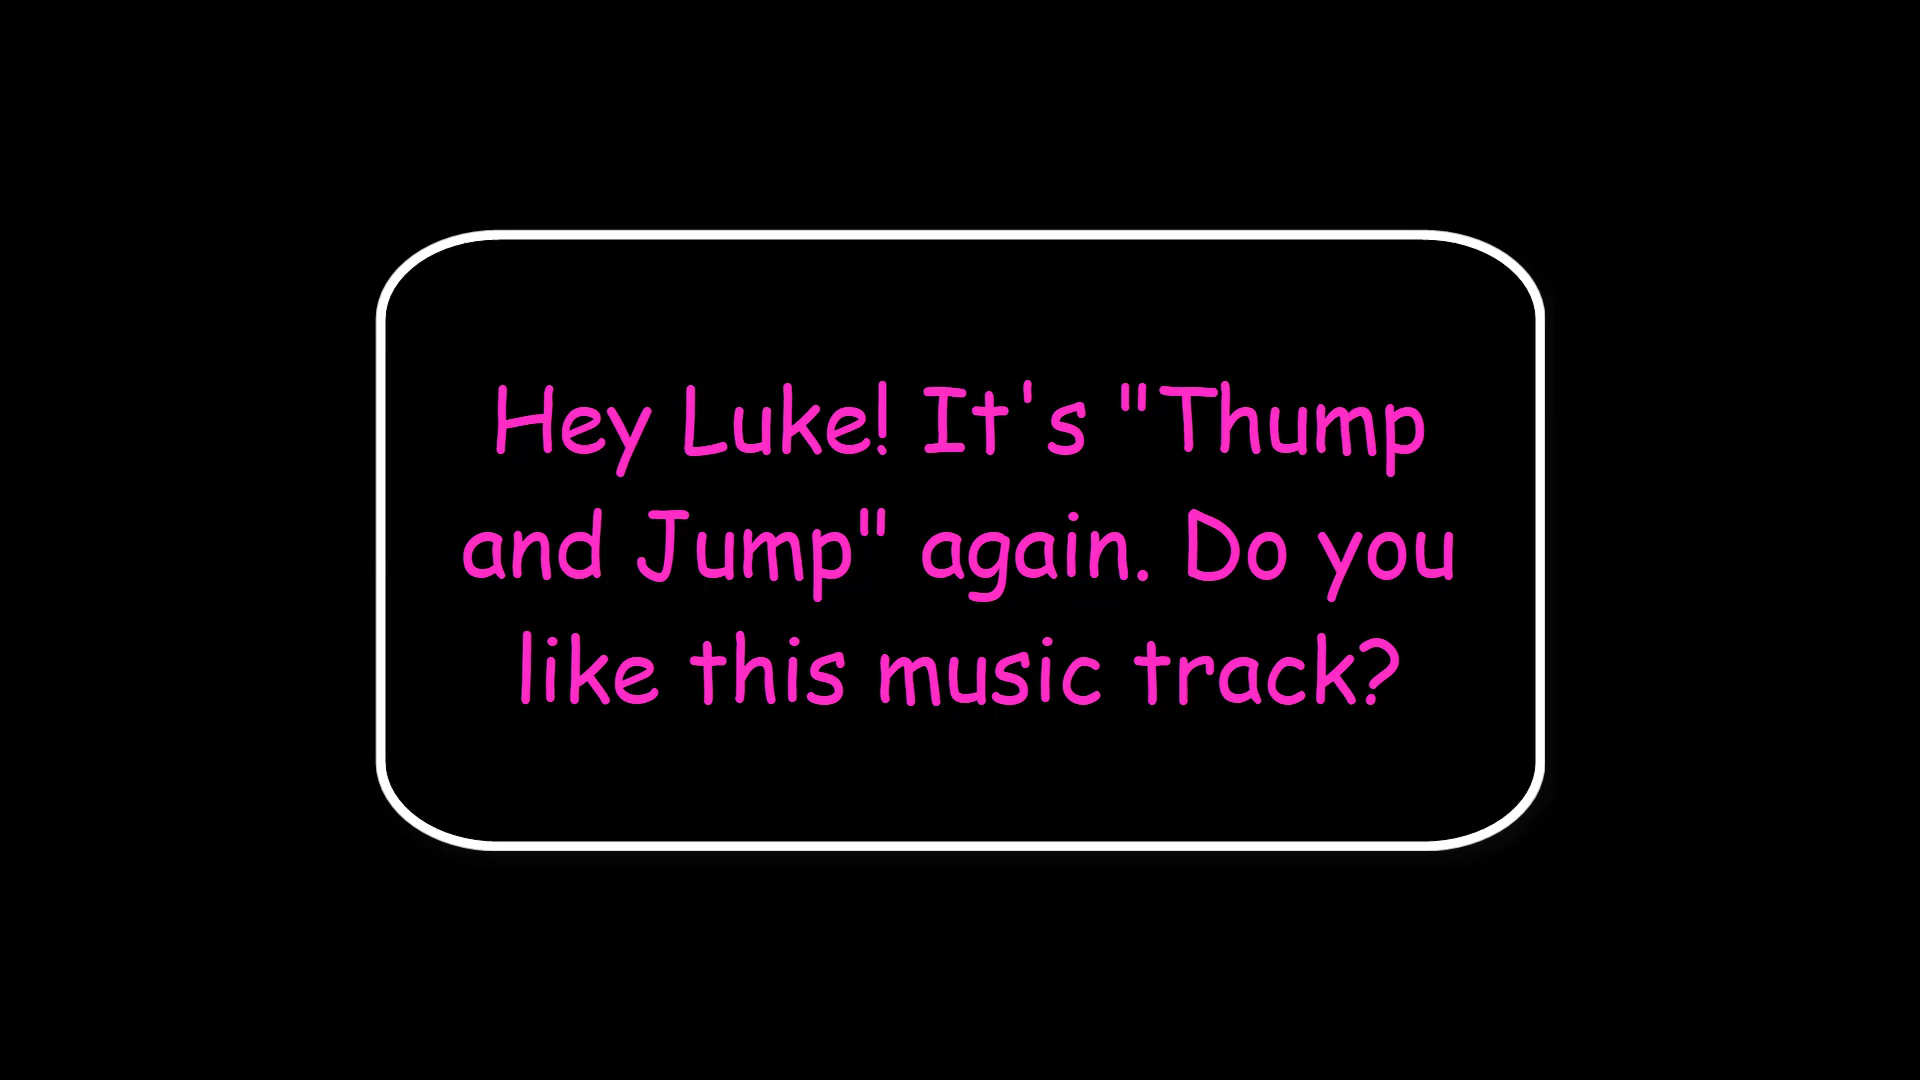 Hey Luke! It's "Thump
and Jump" again. Do you
like this music track?